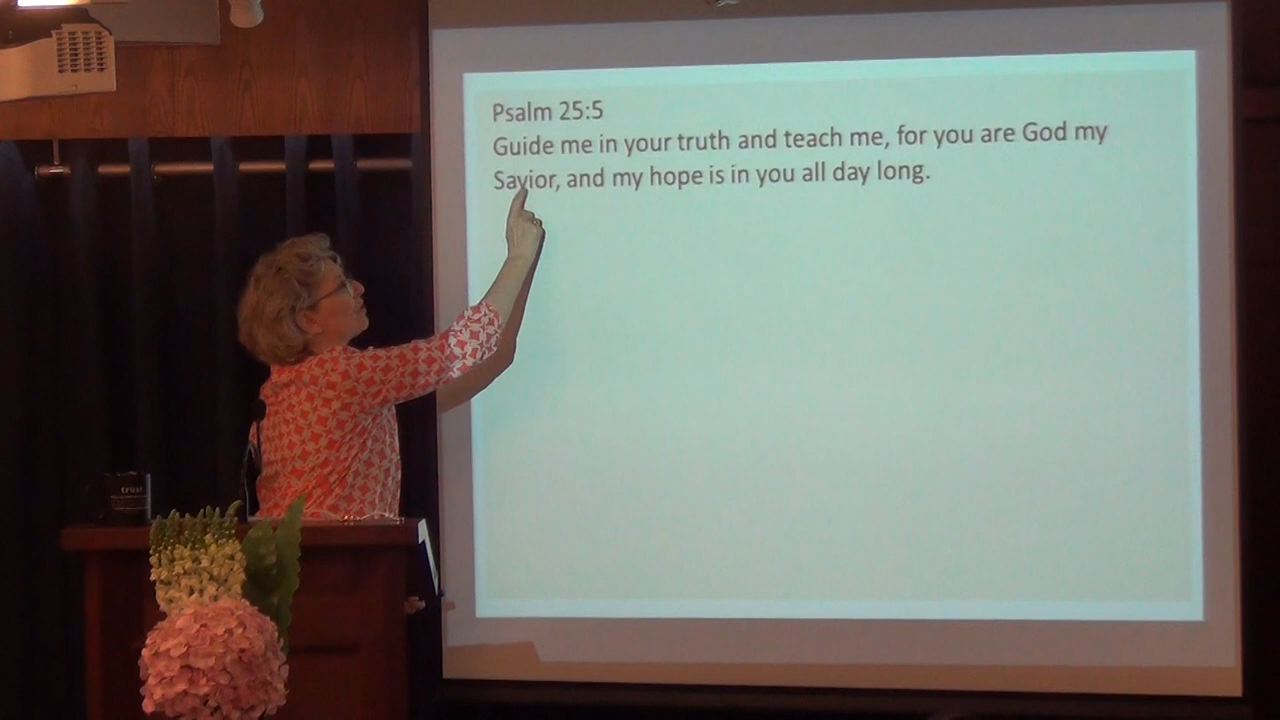 Psalm 25:5
Guide me in your truth and teach me, for you are God my
Savior, and my hope is in you all day long.
trust